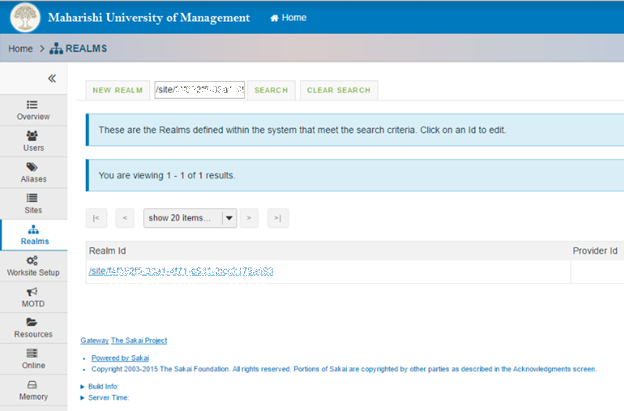 Maharishi University of Management Home
Home > REALMS
«
Overview
Users
Aliases
Sites
Realms
Worksite Setup
MOTD
Resources
Online
Memory
NEW REALM /site/ SEARCH CLEAR SEARCH
These are the Realms defined within the system that meet the search criteria. Click on an Id to edit.
You are viewing 1 - 1 of 1 results.
|< < show 20 items... > >|
Realm Id Provider Id
/site/
Gateway The Sakai Project
Powered by Sakai
Copyright 2003-2015 The Sakai Foundation. All rights reserved. Portions of Sakai are copyrighted by other parties as described in the Acknowledgments screen.
Build Info:
Server Time: